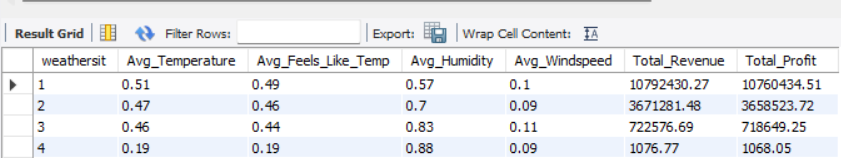 Result Grid Filter Rows: Export: Wrap Cell Content: IA
weathersit Avg_Temperature Avg_Feels_Like_Temp Avg_Humidity Avg_Windspeed Total_Revenue Total_Profit
1 0.51 0.49 0.57 0.1 10792430.27 10760434.51
2 0.47 0.46 0.7 0.09 3671281.48 3658523.72
3 0.46 0.44 0.83 0.11 722576.69 718649.25
4 0.19 0.19 0.88 0.09 1076.77 1068.05